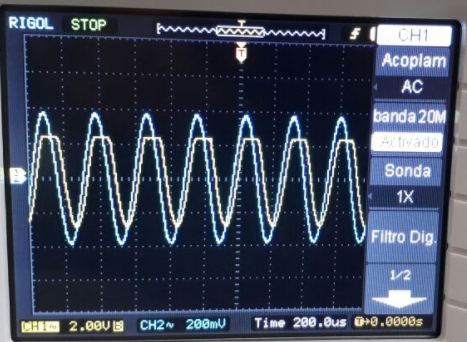 RIGOL STOP
CH1
Acoplam
AC
banda 20M
Activado
Sonda
1X
Filtro Dig.
1/2
CH1~ 2.00V B CH2~ 200mV Time 200.0us T→0.0000s